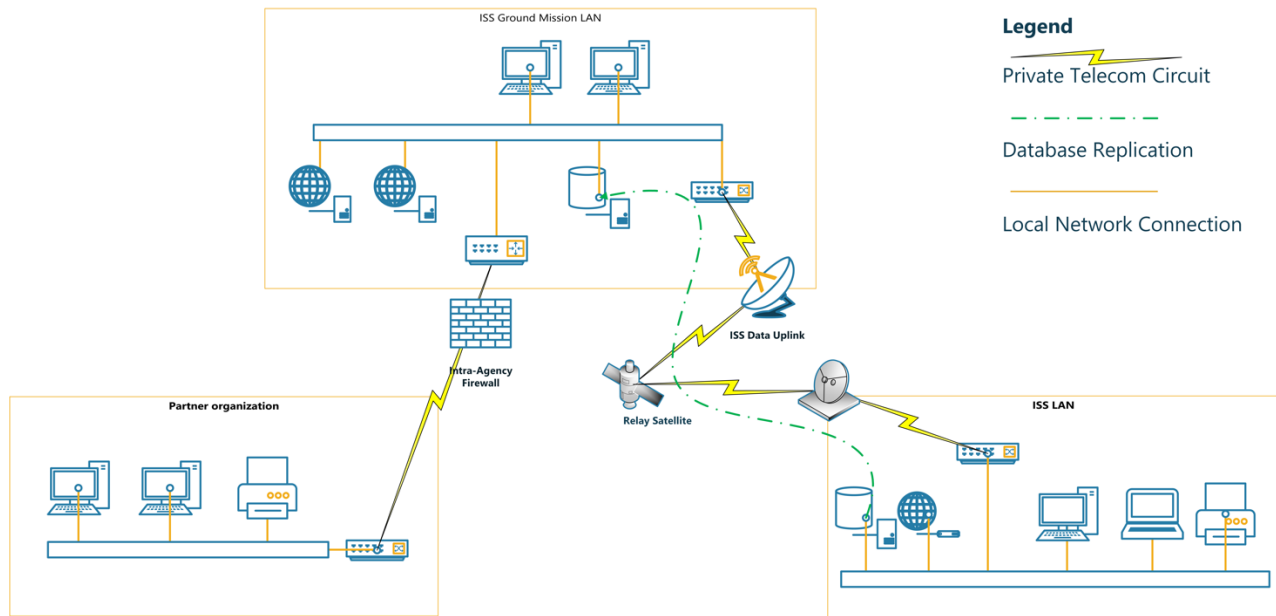 ISS Ground Mission LAN
Legend
Private Telecom Circuit
Database Replication
Local Network Connection
ISS Data Uplink
Intra-Agency
Firewall
Relay Satellite
Partner organization
ISS LAN